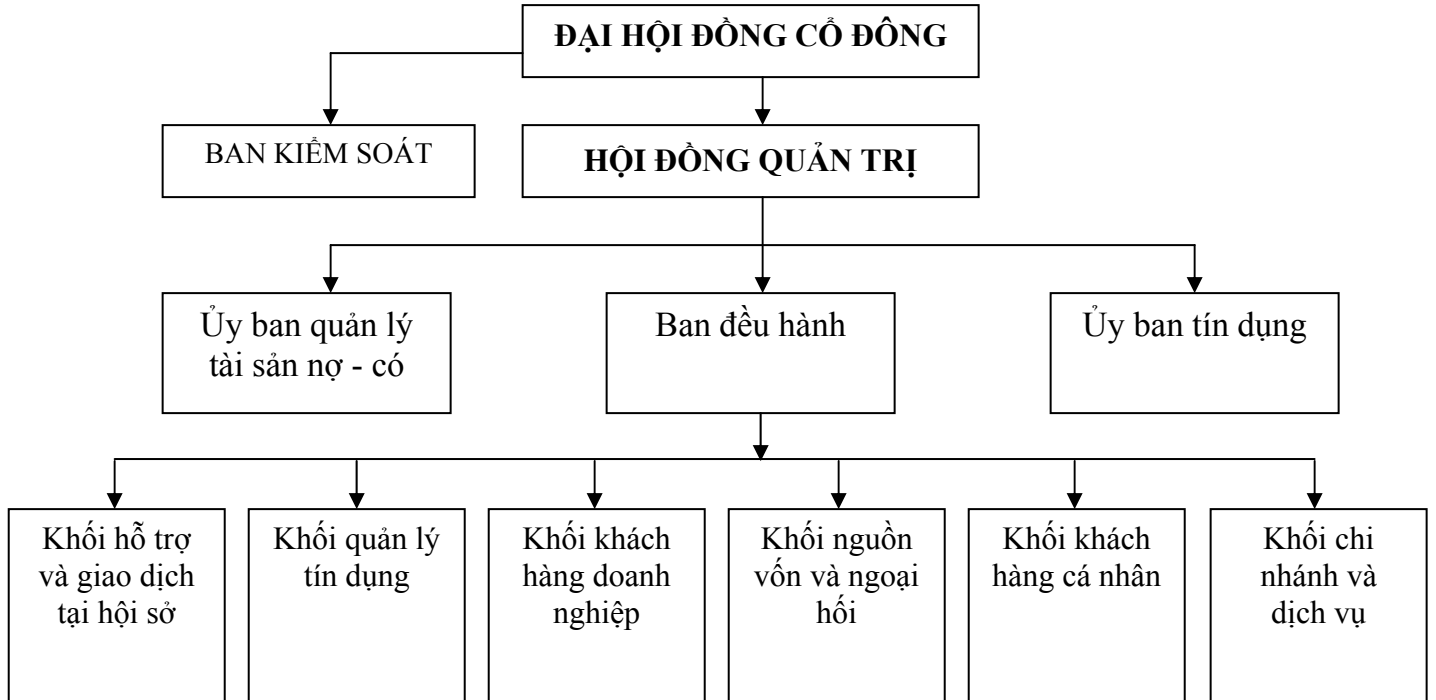 ĐẠI HỘI ĐỒNG CỔ ĐÔNG
BAN KIỂM SOÁT
HỘI ĐỒNG QUẢN TRỊ
Ủy ban quản lý
tài sản nợ - có
Ban đều hành
Ủy ban tín dụng
Khối hỗ trợ
và giao dịch
tại hội sở
Khối quản lý
tín dụng
Khối khách
hàng doanh
nghiệp
Khối nguồn
vốn và ngoại
hối
Khối khách
hàng cá nhân
Khối chi
nhánh và
dịch vụ